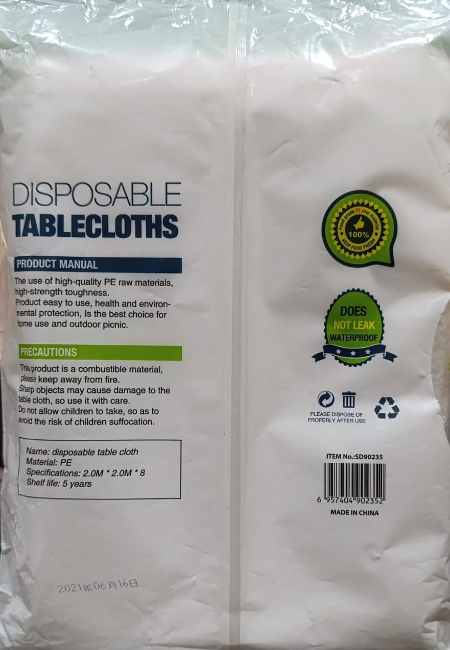 DISPOSABLE
TABLECLOTHS
PRODUCT MANUAL
The use of high-quality PE raw materials,
high-strength toughness.
Product easy to use, health and environ-
mental protection, Is the best choice for
home use and outdoor picnic.
PRECAUTIONS
This product is a combustible material,
please keep away from fire.
Sharp objects may cause damage to the
table cloth, so use it with care.
Do not allow children to take, so as to
avoid the risk of children suffocation.
Name: disposable table cloth
Material: PE
Specifications: 2.0M * 2.0M * 8
Shelf life: 5 years
2021年06月16日
100%
DOES
NOT LEAK
WATERPROOF
PLEASE DISPOSE OF
PROPERLY AFTER USE
ITEM No.:SD90235
6 957404 902352
MADE IN CHINA